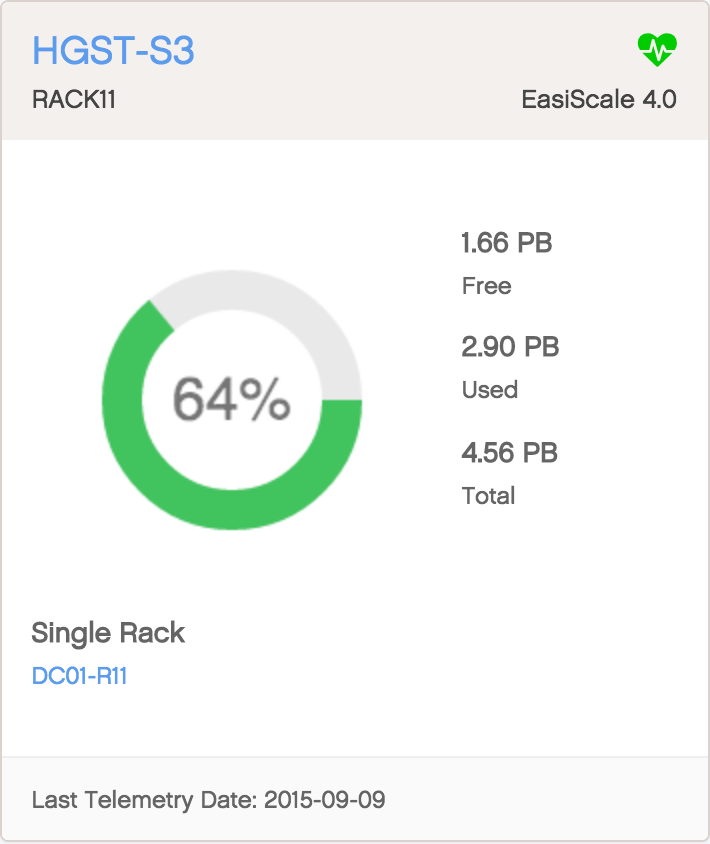 HGST-S3
RACK11
EasiScale 4.0
64%
1.66 PB
Free
2.90 PB
Used
4.56 PB
Total
Single Rack
DC01-R11
Last Telemetry Date: 2015-09-09